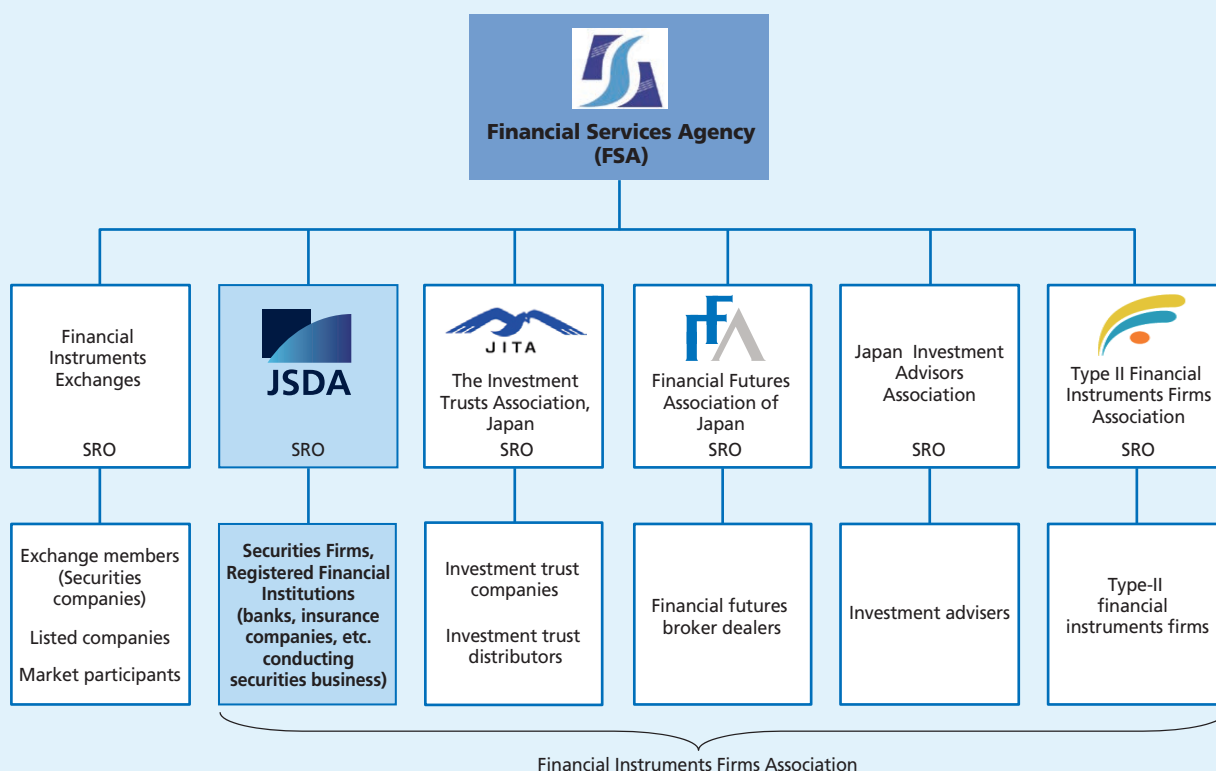 Financial Services Agency
(FSA)
Financial
Instruments
Exchanges
SRO
JSDA
SRO
JITA
The Investment
Trusts Association,
Japan
SRO
FFA
Financial Futures
Association of
Japan
SRO
Japan Investment
Advisors
Association
SRO
Type II Financial
Instruments Firms
Association
SRO
Exchange members
(Securities
companies)
Listed companies
Market participants
Securities Firms,
Registered Financial
Institutions
(banks, insurance
companies, etc.
conducting
securities business)
Investment trust
companies
Investment trust
distributors
Financial futures
broker dealers
Investment advisers
Type-II
financial
instruments firms
Financial Instruments Firms Association